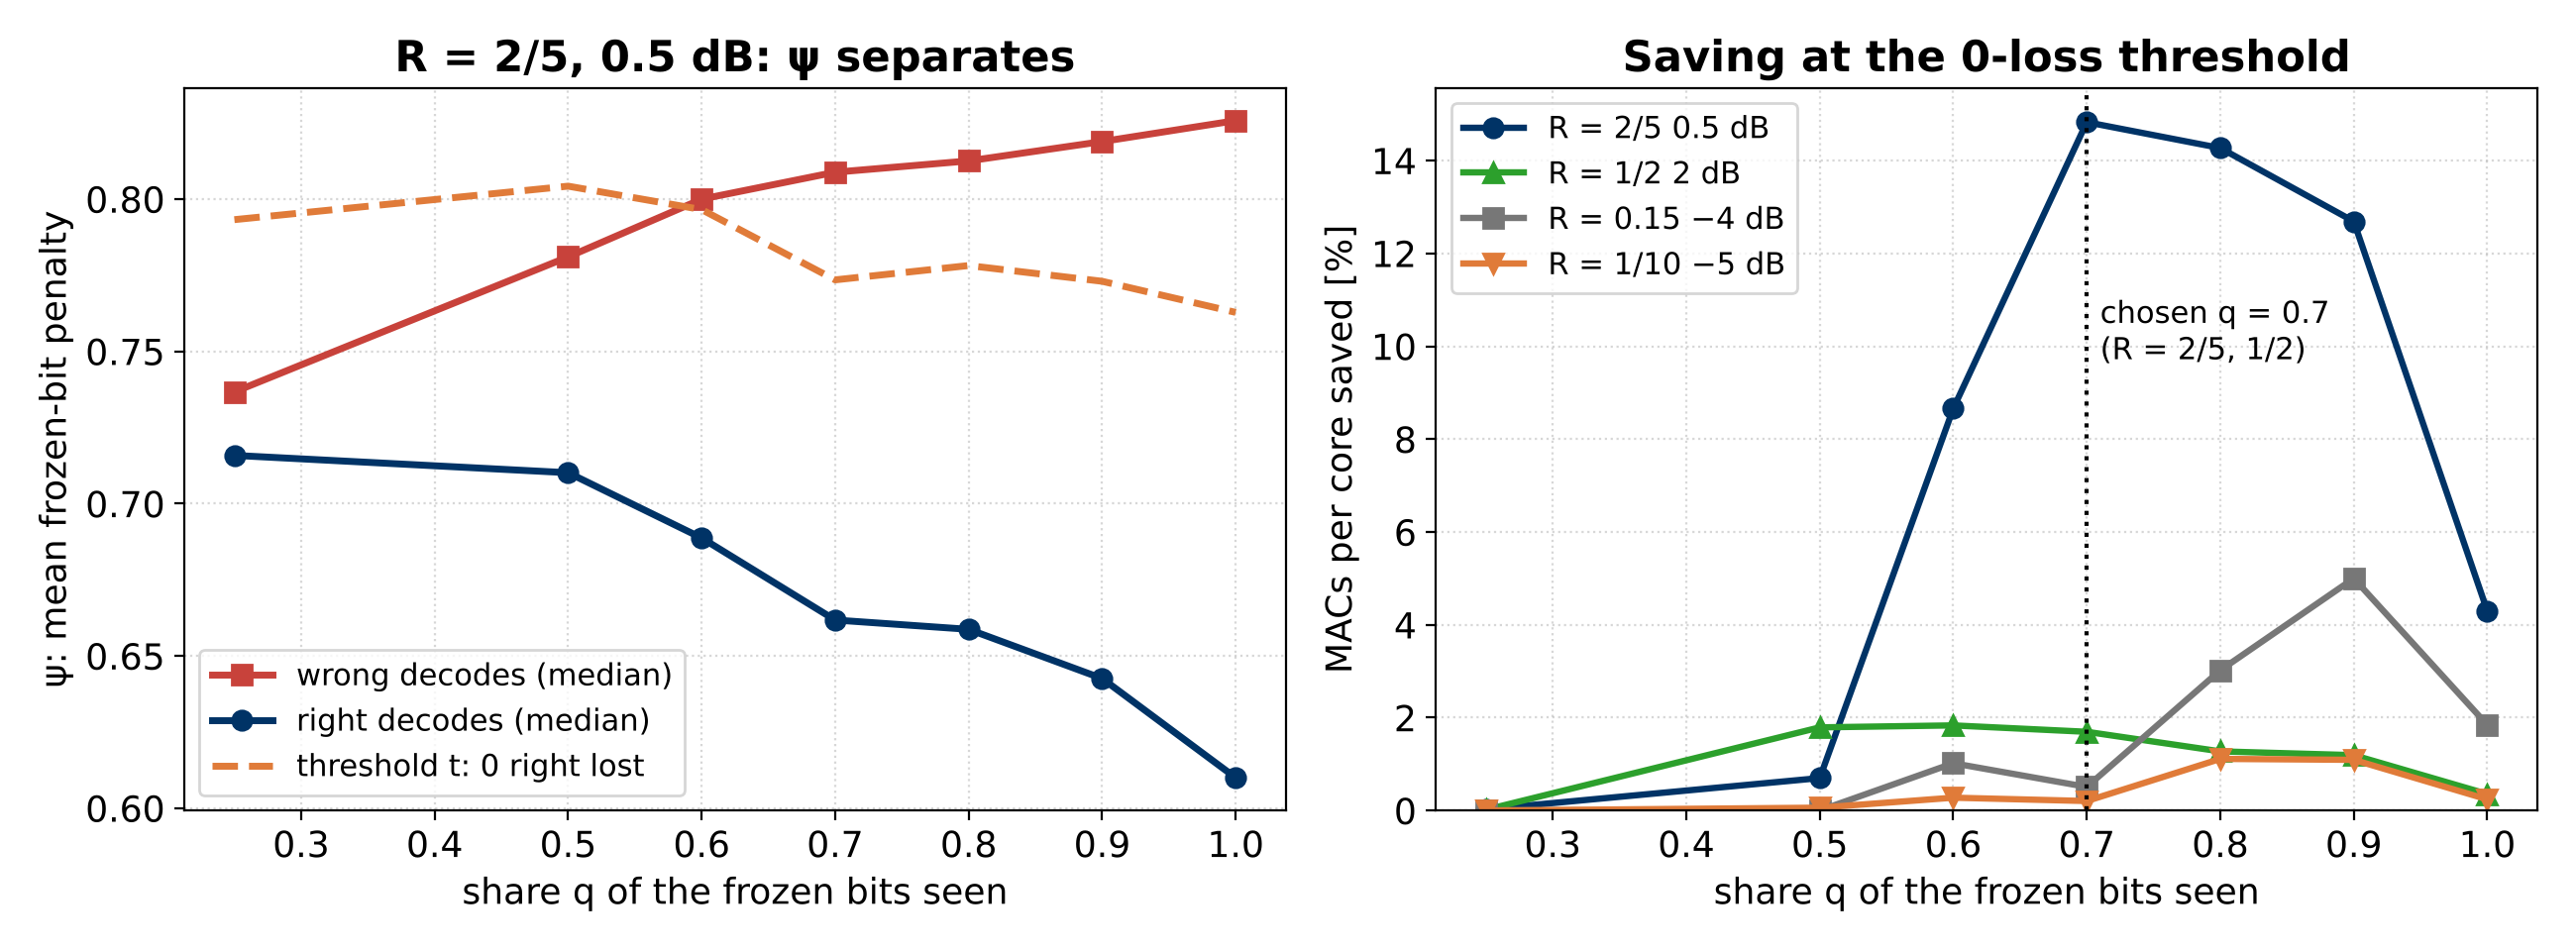 R = 2/5, 0.5 dB: ψ separates
ψ: mean frozen-bit penalty
0.80
0.75
0.70
0.65
0.60
wrong decodes (median)
right decodes (median)
threshold t: 0 right lost
0.3 0.4 0.5 0.6 0.7 0.8 0.9 1.0
share q of the frozen bits seen
Saving at the 0-loss threshold
MACs per core saved [%]
14
12
10
8
6
4
2
0
R = 2/5 0.5 dB
R = 1/2 2 dB
R = 0.15 −4 dB
R = 1/10 −5 dB
chosen q = 0.7
(R = 2/5, 1/2)
0.3 0.4 0.5 0.6 0.7 0.8 0.9 1.0
share q of the frozen bits seen